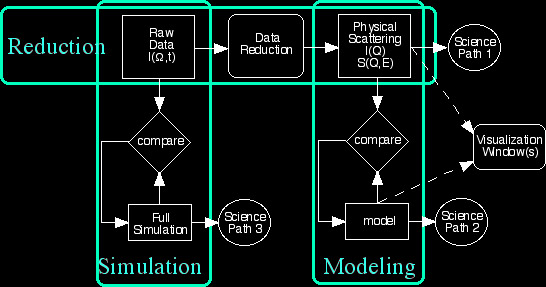 Reduction
Raw
Data
I(Ω,t)
Data
Reduction
Physical
Scattering
I(Q)
S(Q,E)
Science
Path 1
compare
compare
Visualization
Window(s)
Full
Simulation
Science
Path 3
model
Science
Path 2
Simulation
Modeling